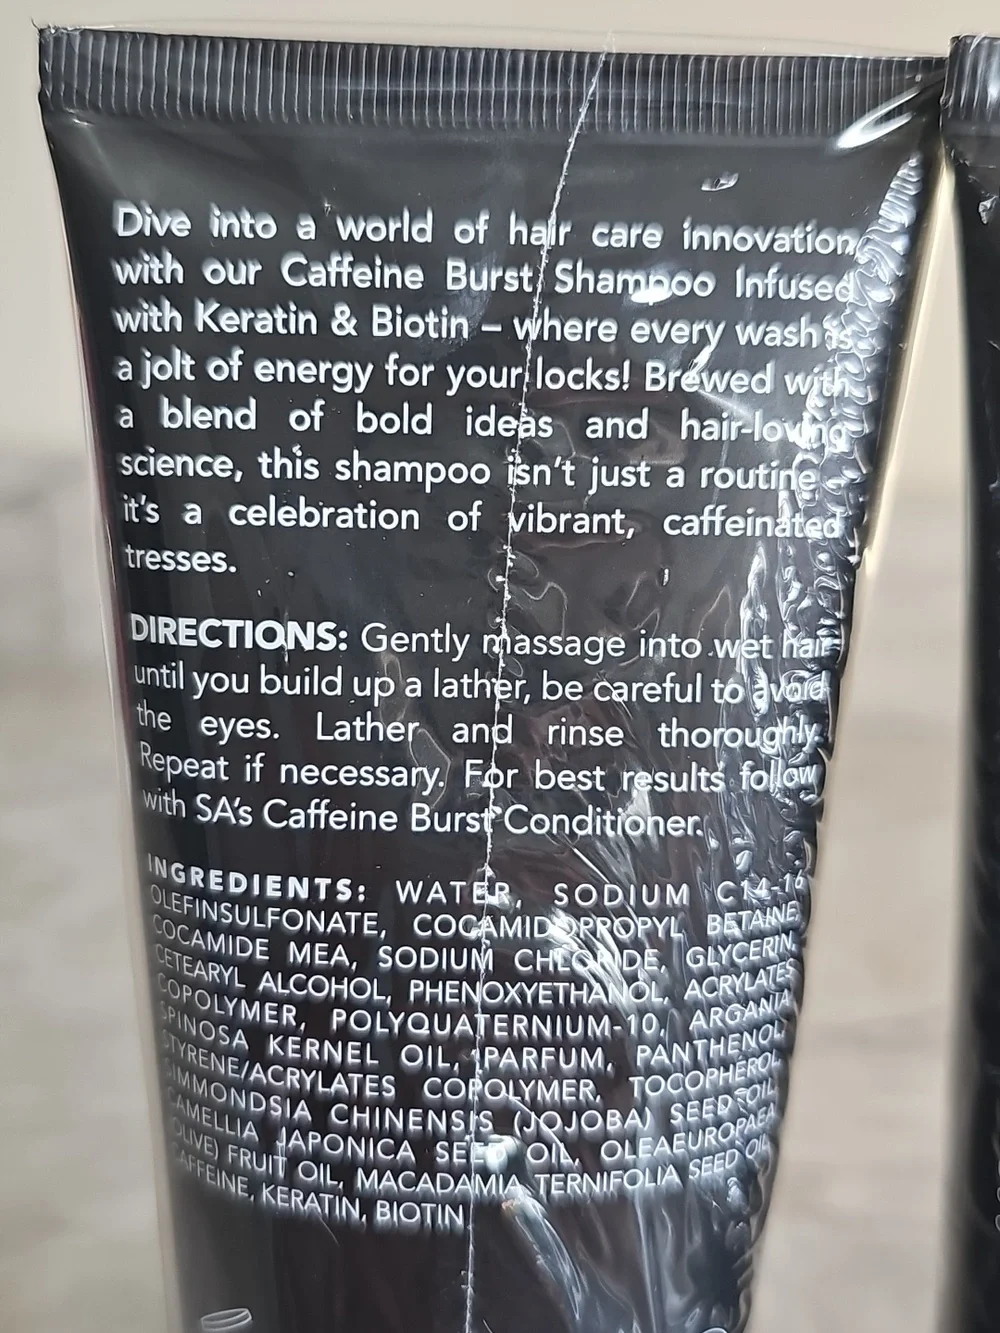 Dive into a world of hair care innovation
with our Caffeine Burst Shampoo Infused
with Keratin & Biotin – where every wash is
a jolt of energy for your locks! Brewed with
a blend of bold ideas and hair-loving
science, this shampoo isn't just a routine -
it's a celebration of vibrant, caffeinated
tresses.
DIRECTIONS: Gently massage into wet hair
until you build up a lather, be careful to avoid
the eyes. Lather and rinse thoroughly.
Repeat if necessary. For best results follow
with SA's Caffeine Burst Conditioner.
INGREDIENTS: WATER, SODIUM C14-16
OLEFINSULFONATE, COCAMIDOPROPYL BETAINE,
COCAMIDE MEA, SODIUM CHLORIDE, GLYCERIN,
CETEARYL ALCOHOL, PHENOXYETHANOL, ACRYLATES
COPOLYMER, POLYQUATERNIUM-10, ARGANIA
SPINOSA KERNEL OIL, PARFUM, PANTHENOL,
STYRENE/ACRYLATES COPOLYMER, TOCOPHEROL,
SIMMONDSIA CHINENSIS (JOJOBA) SEED OIL,
CAMELLIA JAPONICA SEED OIL, OLEAEUROPAEA
(OLIVE) FRUIT OIL, MACADAMIA TERNIFOLIA SEED OIL,
CAFFEINE, KERATIN, BIOTIN